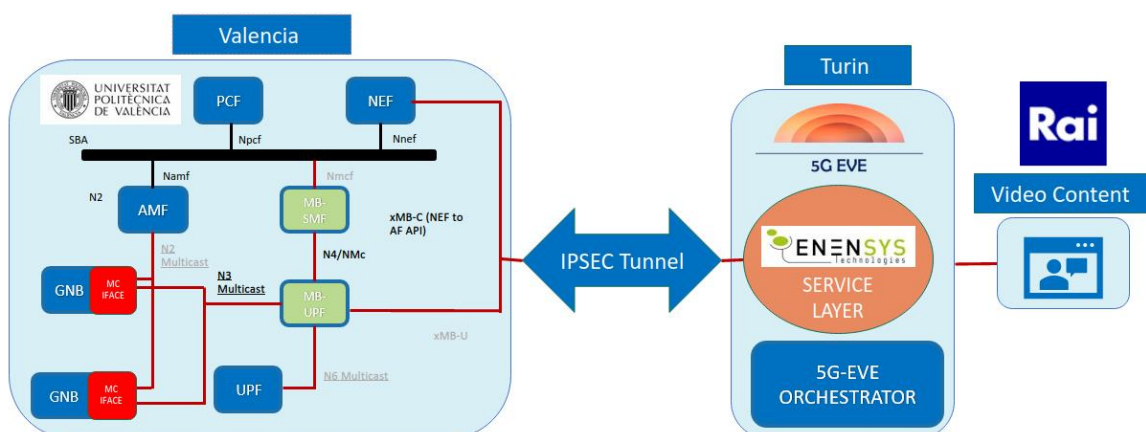 Valencia
UNIVERSITAT
POLITÈCNICA
DE VALÈNCIA
PCF
NEF
SBA
Npcf
Nnef
Namf
Nmcf
N2
AMF
MB-
SMF
xMB-C (NEF to
AF API)
N2
Multicast
N4/NMc
N3
Multicast
GNB
MC
IFACE
MB-
UPF
xMB-U
GNB
MC
IFACE
UPF
N6 Multicast
IPSEC Tunnel
Turin
5G EVE
ENENSYS
Technologies
SERVICE
LAYER
5G-EVE
ORCHESTRATOR
Rai
Video Content